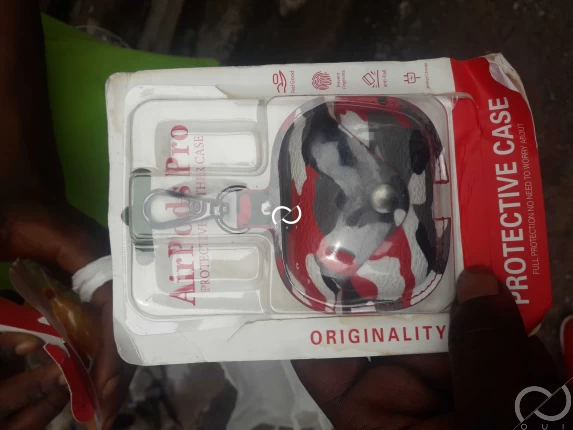 AirPods Pro
PROTECTIVE
ORIGINALITY
PROTECTIVE CASE
FULL PROTECTION NO NEED TO WORRY ABOUT